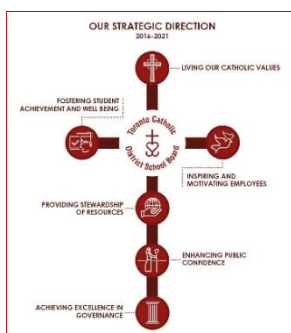 OUR STRATEGIC DIRECTION
2016-2021
LIVING OUR CATHOLIC VALUES
FOSTERING STUDENT
ACHIEVEMENT AND WELL BEING
Toronto Catholic
District School Board
INSPIRING AND
MOTIVATING EMPLOYEES
PROVIDING STEWARDSHIP
OF RESOURCES
ENHANCING PUBLIC
CONFIDENCE
ACHIEVING EXCELLENCE IN
GOVERNANCE